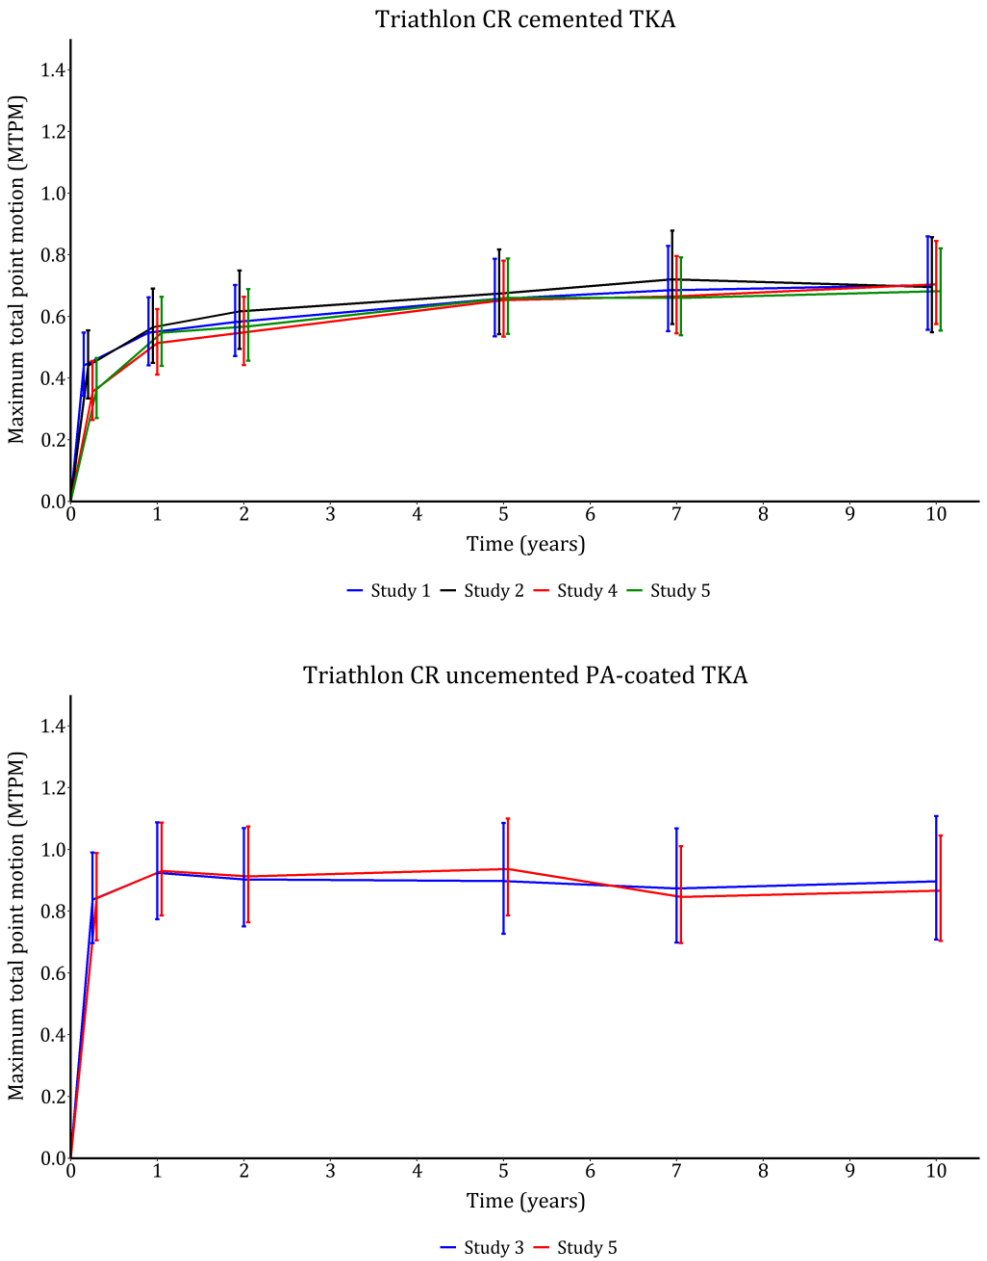 Triathlon CR cemented TKA
Maximum total point motion (MTPM)
1.4
1.2
1.0
0.8
0.6
0.4
0.2
0.0
0 1 2 3 4 5 6 7 8 9 10
Time (years)
Study 1 Study 2 Study 4 Study 5
Triathlon CR uncemented PA-coated TKA
Maximum total point motion (MTPM)
1.4
1.2
1.0
0.8
0.6
0.4
0.2
0.0
0 1 2 3 4 5 6 7 8 9 10
Time (years)
Study 3 Study 5